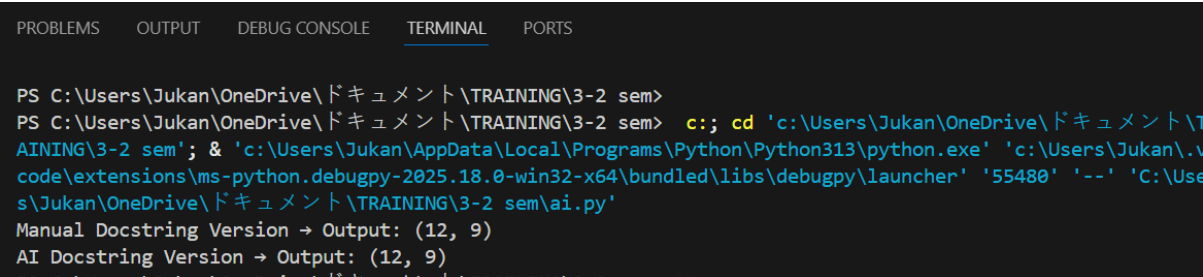 PROBLEMS OUTPUT DEBUG CONSOLE TERMINAL PORTS
PS C:\Users\Jukan\OneDrive\ドキュメント\TRAINING\3-2 sem>
PS C:\Users\Jukan\OneDrive\ドキュメント\TRAINING\3-2 sem> c:; cd 'c:\Users\Jukan\OneDrive\ドキュメント\T
AINING\3-2 sem'; & 'c:\Users\Jukan\AppData\Local\Programs\Python\Python313\python.exe' 'c:\Users\Jukan\.v
code\extensions\ms-python.debugpy-2025.18.0-win32-x64\bundled\libs\debugpy\launcher' '55480' '--' 'C:\Use
s\Jukan\OneDrive\ドキュメント\TRAINING\3-2 sem\ai.py'
Manual Docstring Version → Output: (12, 9)
AI Docstring Version → Output: (12, 9)